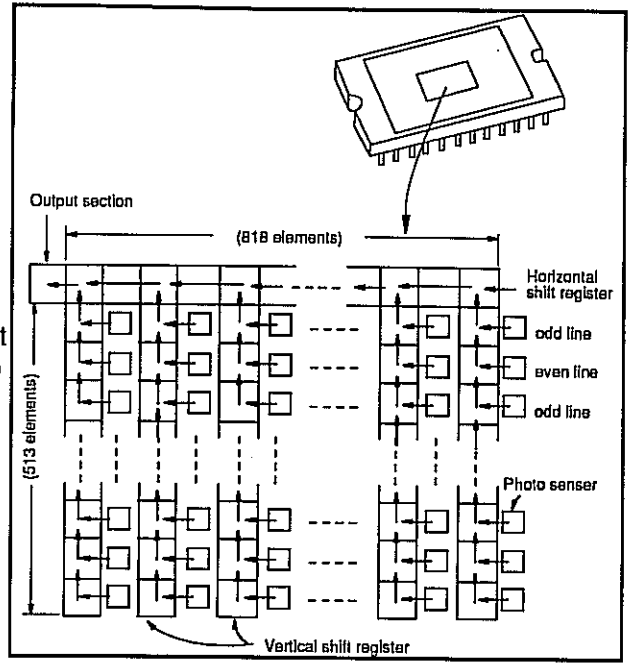 Output section
(818 elements)
Horizontal
shift register
odd line
even line
odd line
(513 elements)
Photo senser
Vertical shift register